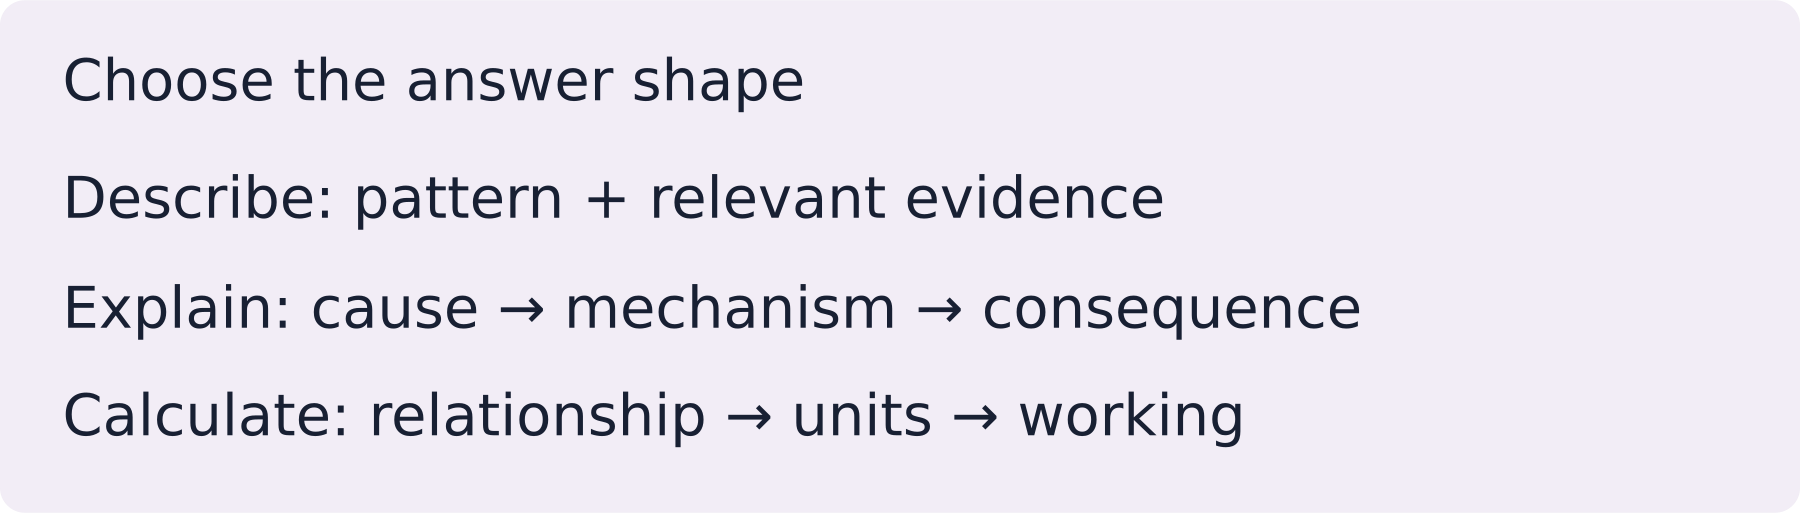 Choose the answer shape
Describe: pattern + relevant evidence
Explain: cause → mechanism → consequence
Calculate: relationship → units → working